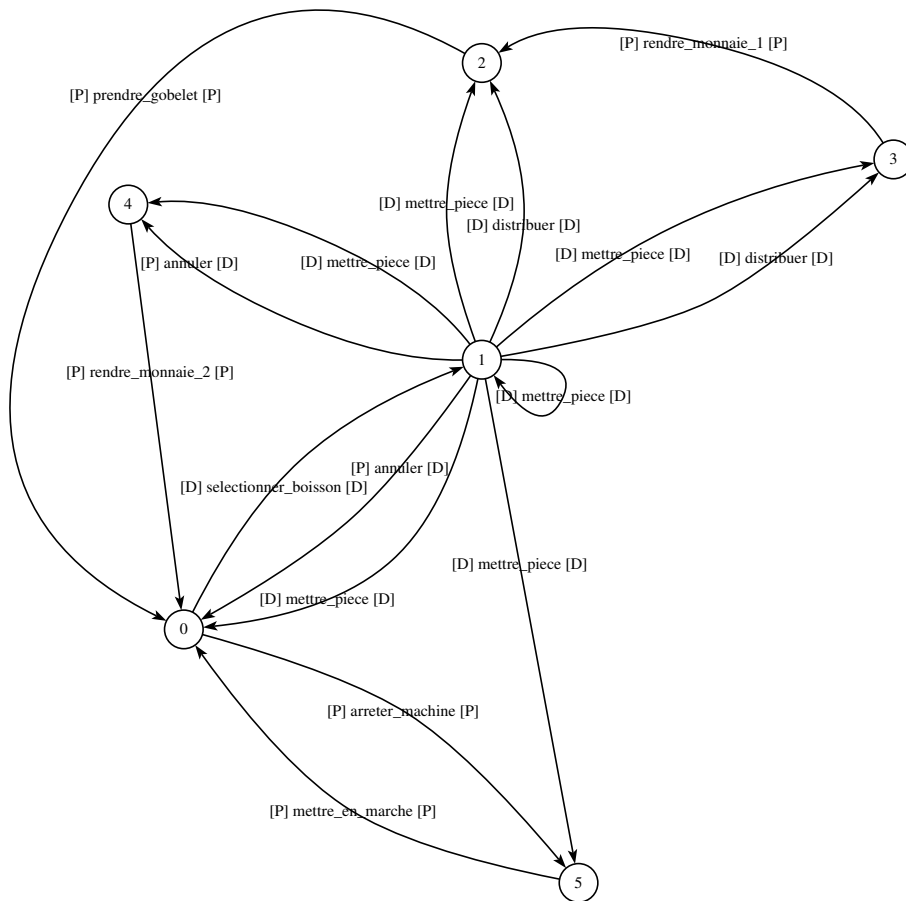 2
[P] rendre_monnaie_1 [P]
[P] prendre_gobelet [P]
3
4
[D] mettre_piece [D]
[D] distribuer [D]
[D] mettre_piece [D]
[D] distribuer [D]
[P] annuler [D]
[D] mettre_piece [D]
1
[P] rendre_monnaie_2 [P]
[D] mettre_piece [D]
[P] annuler [D]
[D] selectionner_boisson [D]
[D] mettre_piece [D]
[D] mettre_piece [D]
0
[P] arreter_machine [P]
[P] mettre_en_marche [P]
5